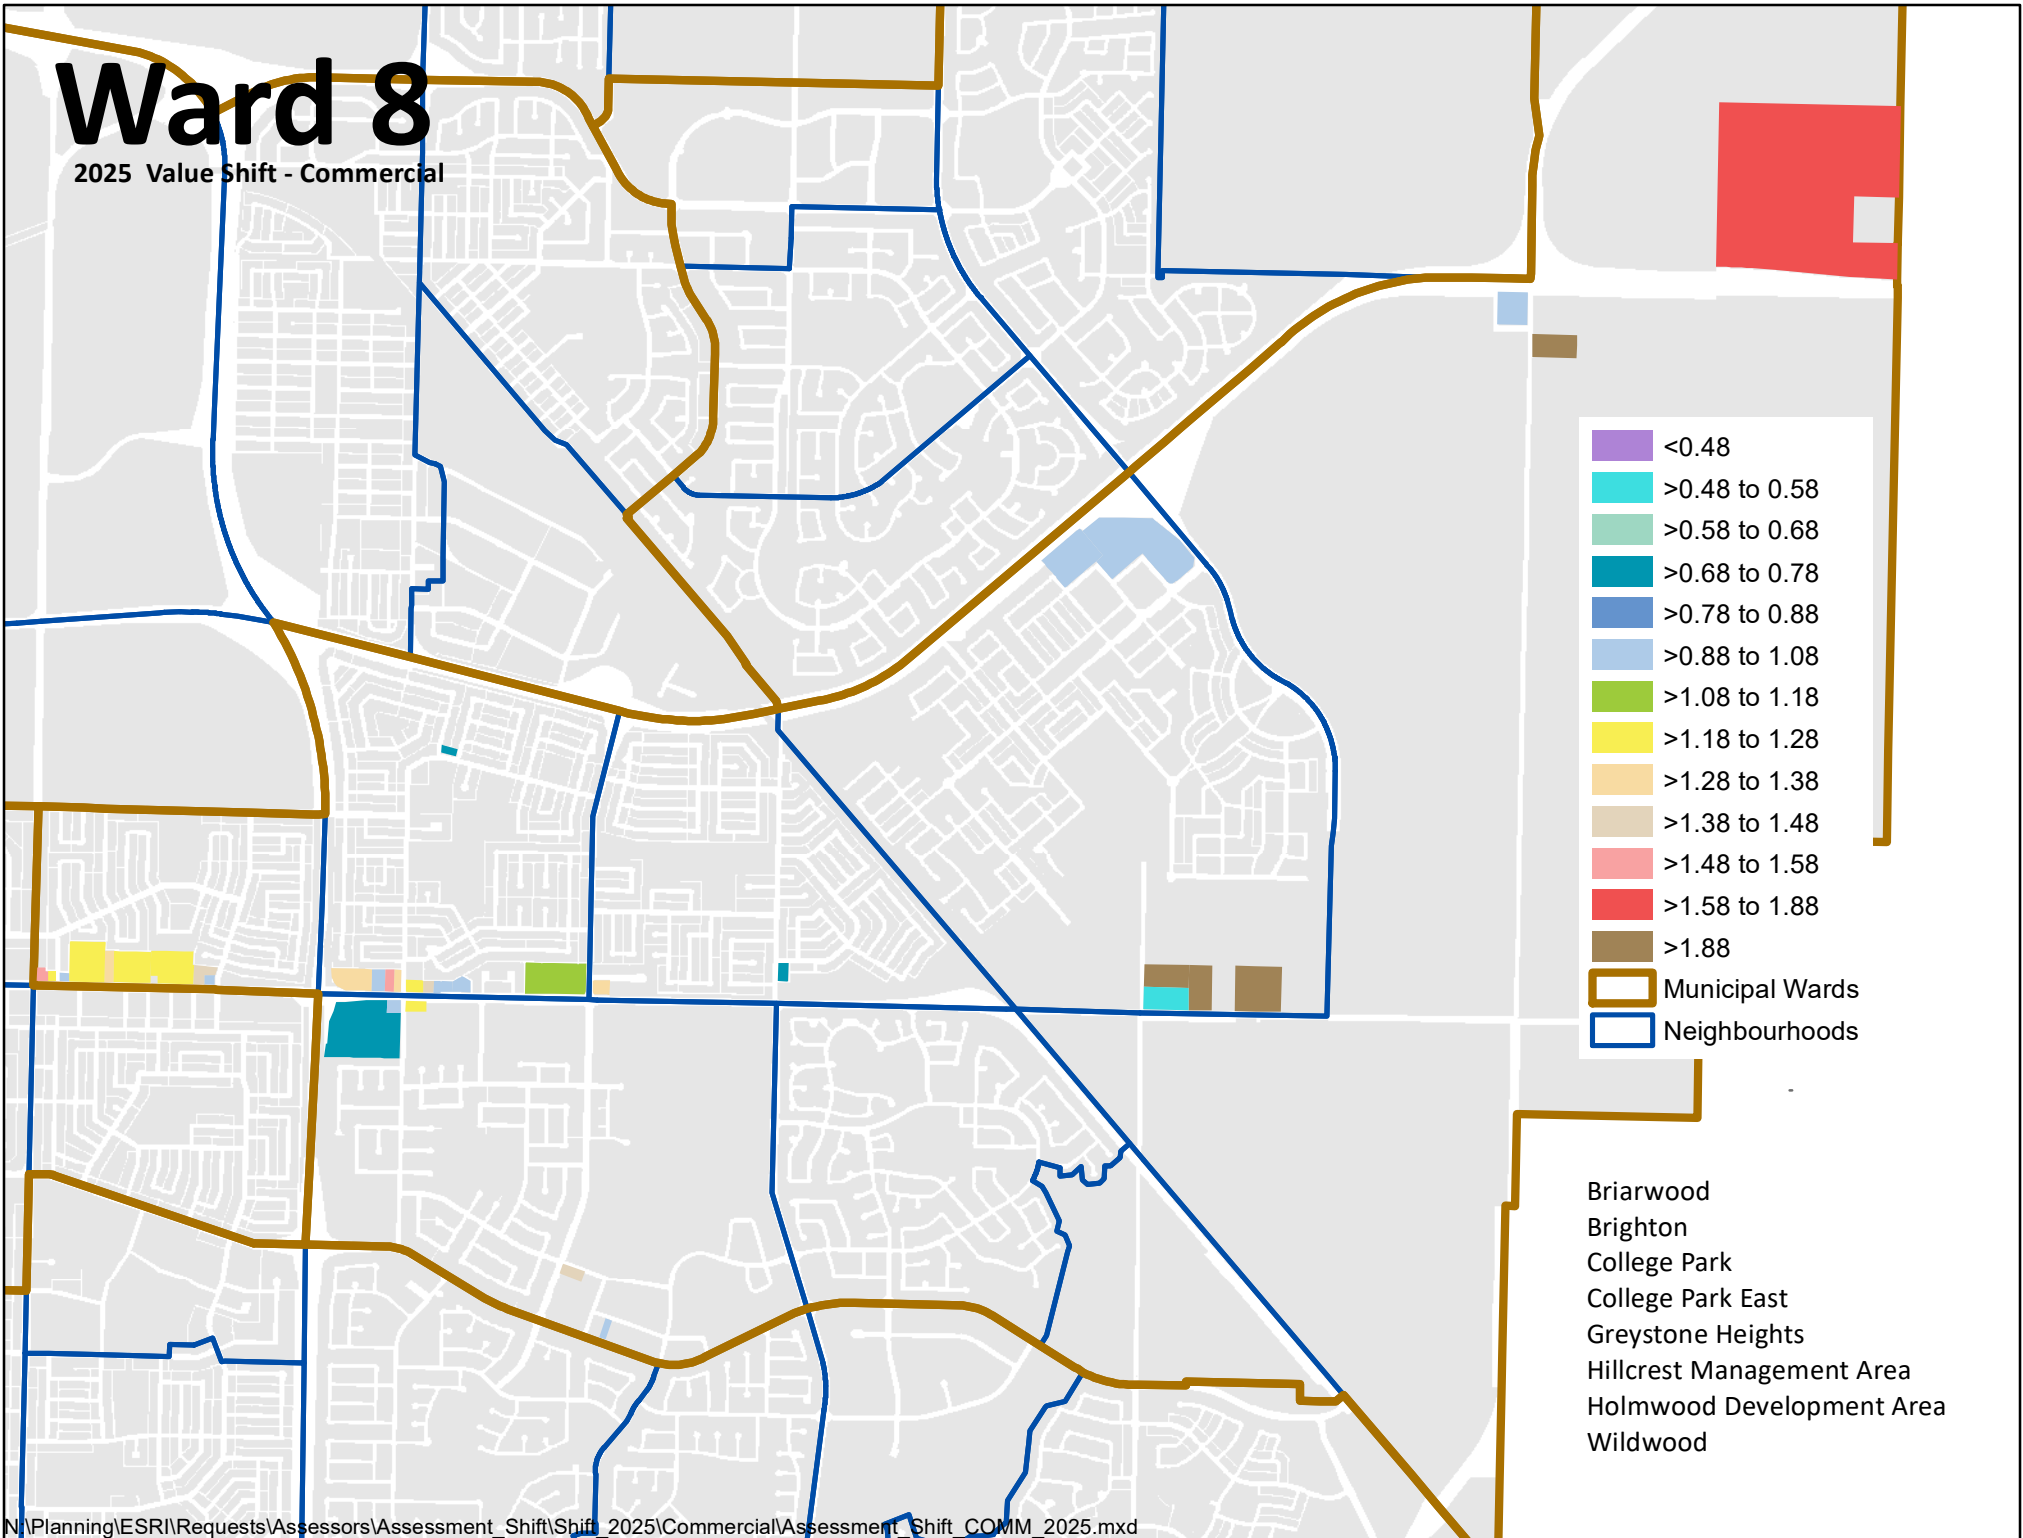 Ward 8
2025 Value Shift - Commercial
<0.48
>0.48 to 0.58
>0.58 to 0.68
>0.68 to 0.78
>0.78 to 0.88
>0.88 to 1.08
>1.08 to 1.18
>1.18 to 1.28
>1.28 to 1.38
>1.38 to 1.48
>1.48 to 1.58
>1.58 to 1.88
>1.88
Municipal Wards
Neighbourhoods
-
Briarwood
Brighton
College Park
College Park East
Greystone Heights
Hillcrest Management Area
Holmwood Development Area
Wildwood
N:\Planning\ESRI\Requests\Assessors\Assessment_Shift\Shift_2025\Commercial\Assessment_Shift_COMM_2025.mxd